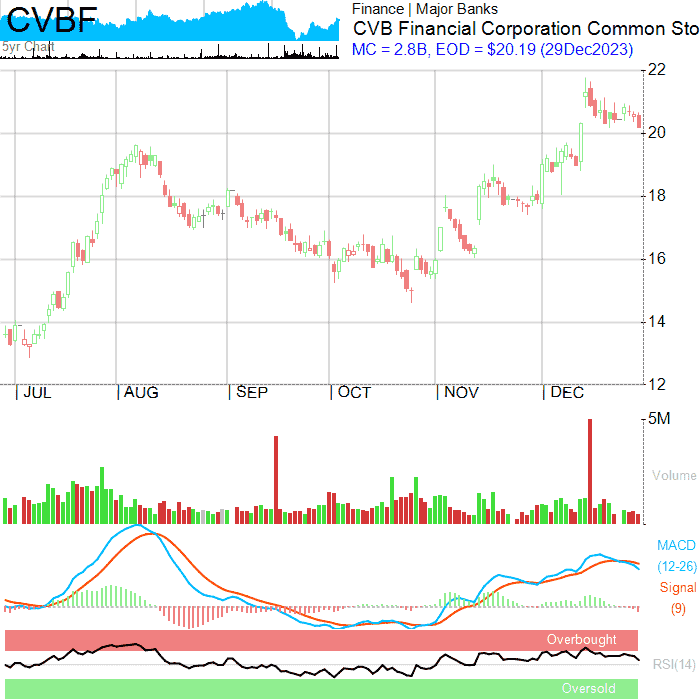 CVBF
5yr Chart
Finance | Major Banks
CVB Financial Corporation Common Sto
MC = 2.8B, EOD = $20.19 (29Dec2023)
22
20
18
16
14
12
JUL AUG SEP OCT NOV DEC
5M
Volume
MACD
(12-26)
Signal
(9)
Overbought
RSI(14)
Oversold